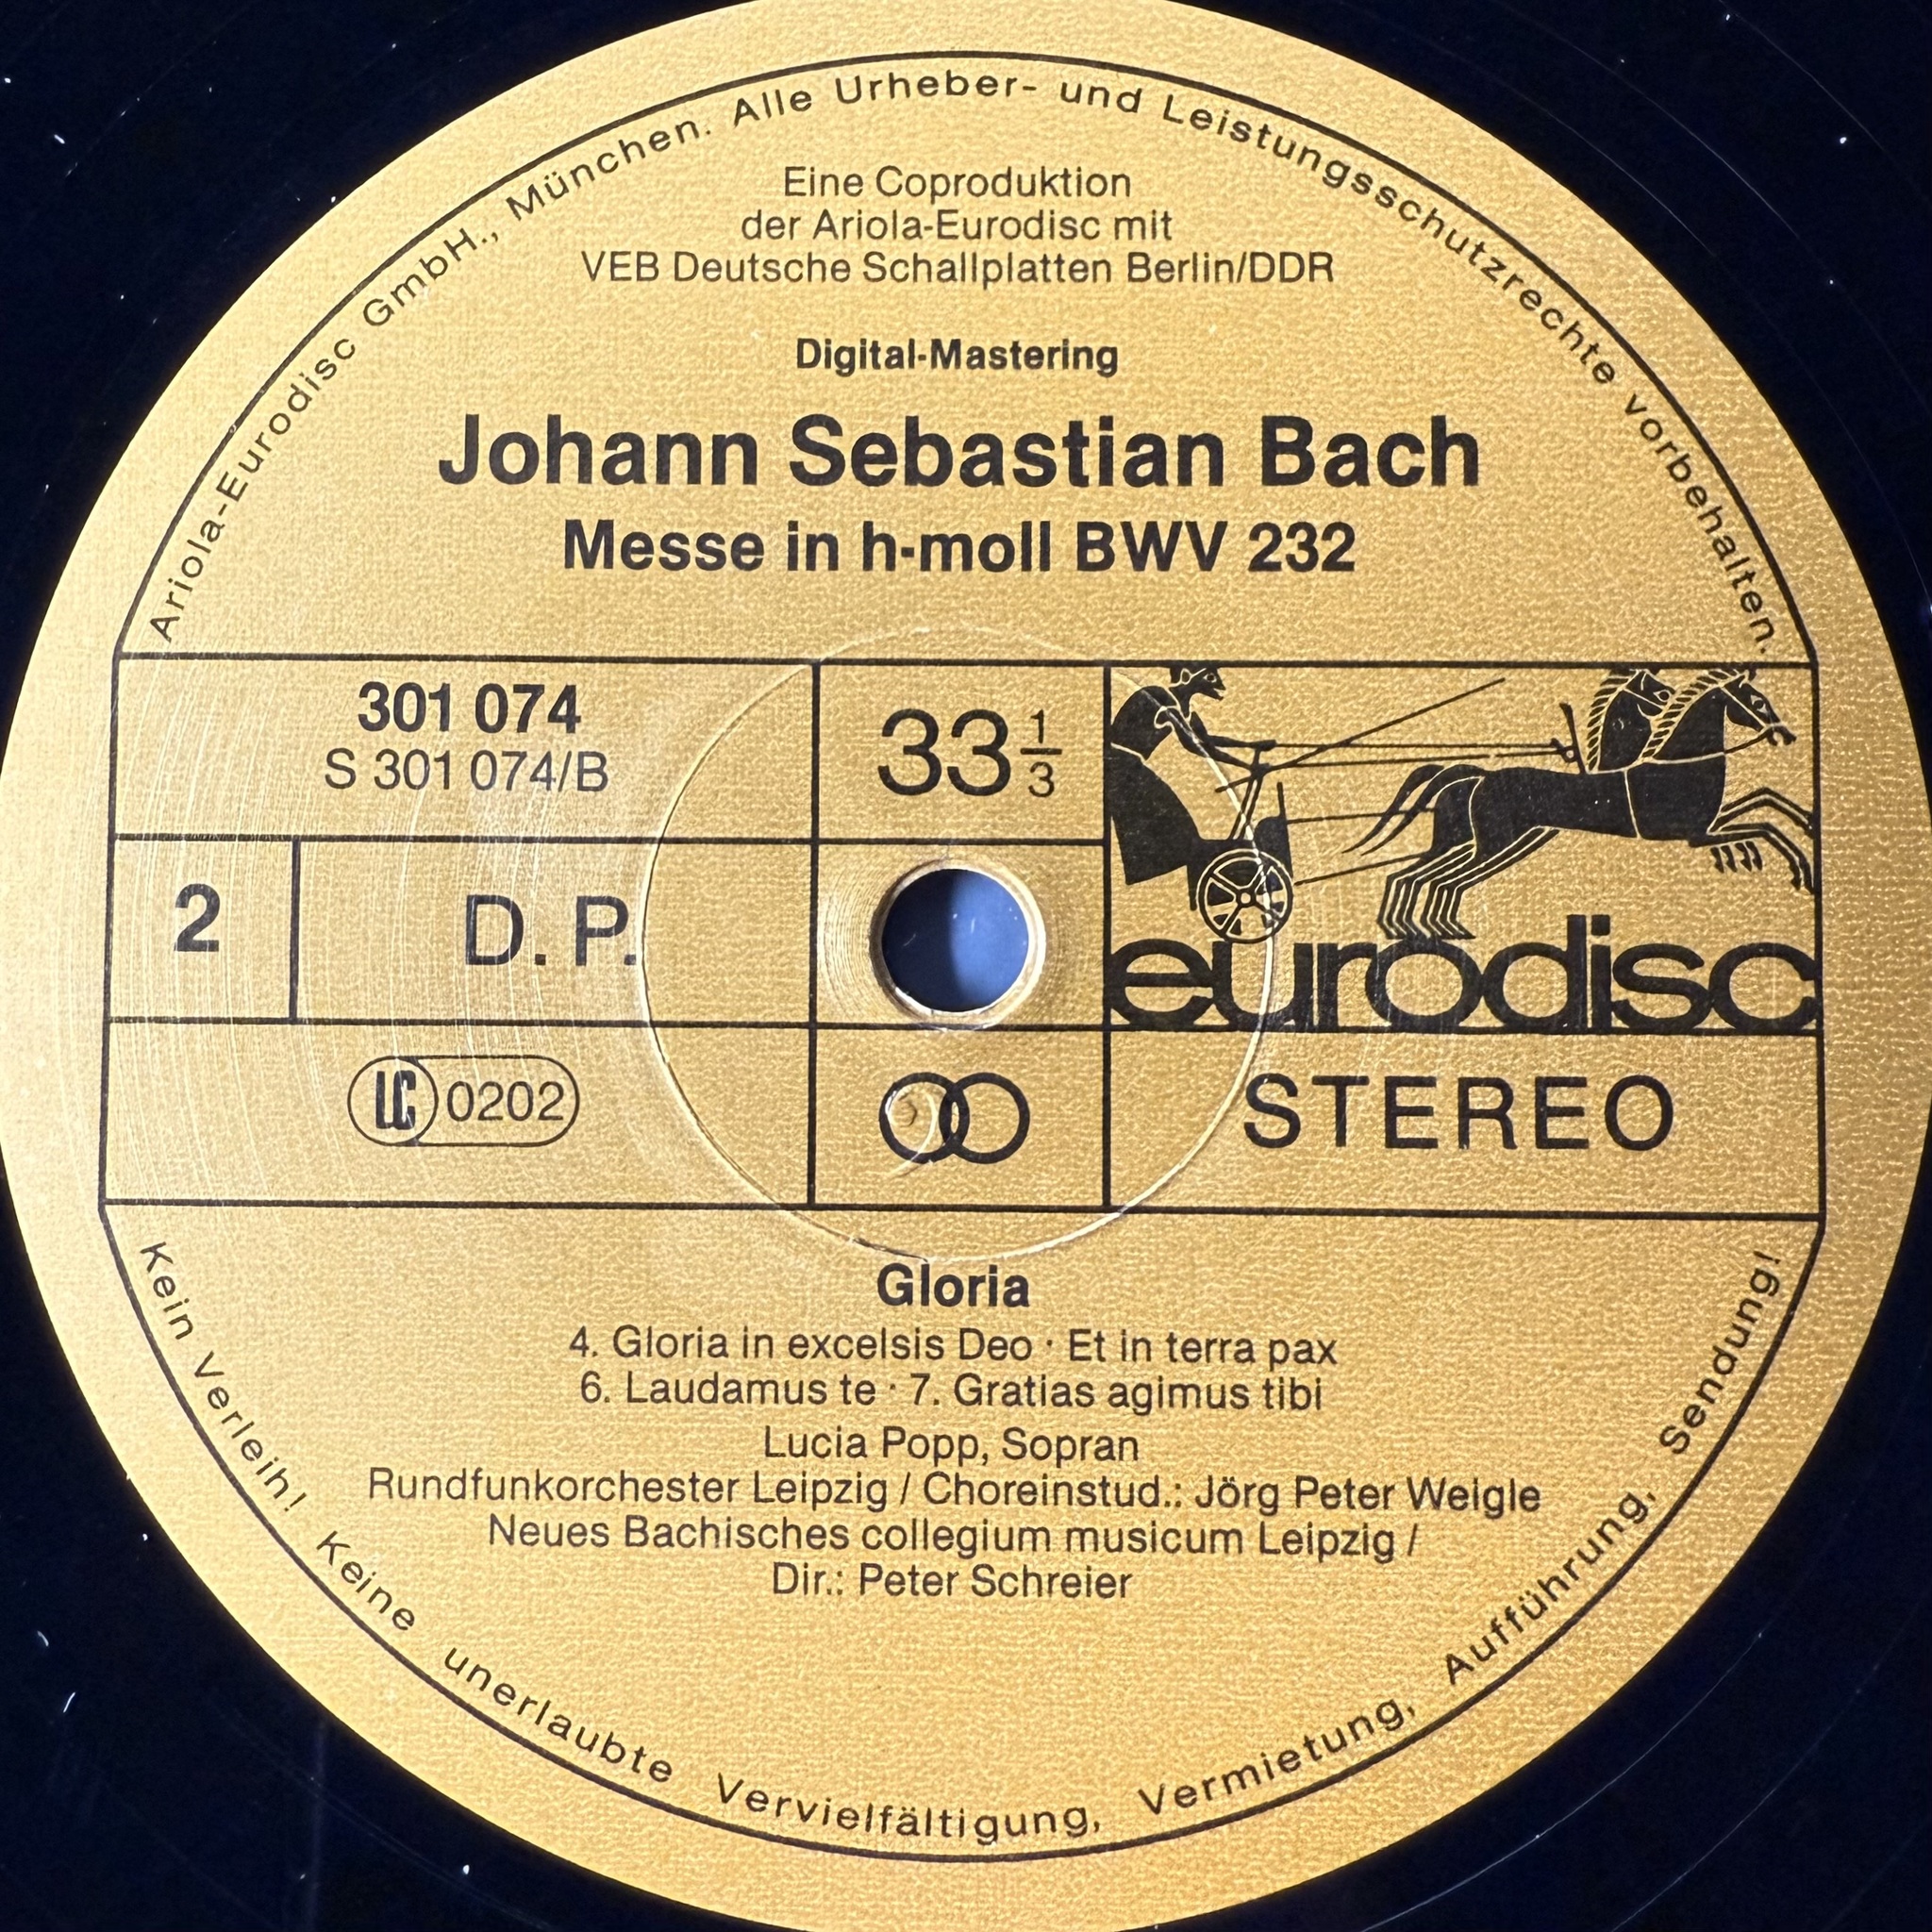 Ariola-Eurodisc GmbH., München. Alle Urheber- und Leistungsschutzrechte vorbehalten.
Eine Coproduktion
der Ariola-Eurodisc mit
VEB Deutsche Schallplatten Berlin/DDR
Digital-Mastering
Johann Sebastian Bach
Messe in h-moll BWV 232
301 074
S 301 074/B
33 1/3
2
D. P.
eurodisc
LC 0202
STEREO
Gloria
4. Gloria in excelsis Deo · Et in terra pax
6. Laudamus te · 7. Gratias agimus tibi
Lucia Popp, Sopran
Rundfunkorchester Leipzig / Choreinstud.: Jörg Peter Weigle
Neues Bachisches collegium musicum Leipzig /
Dir.: Peter Schreier
Kein Verleih! Keine unerlaubte Vervielfältigung, Vermietung, Aufführung, Sendung!